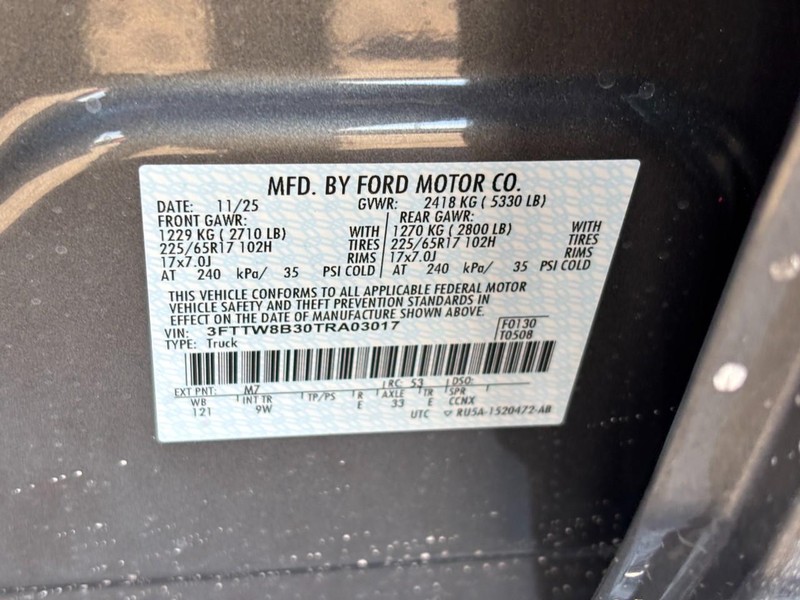 MFD. BY FORD MOTOR CO.
DATE: 11/25 GVWR: 2418 KG ( 5330 LB)
FRONT GAWR: REAR GAWR:
1229 KG ( 2710 LB) WITH 1270 KG ( 2800 LB) WITH
225/65R17 102H TIRES 225/65R17 102H TIRES
17x7.0J RIMS 17x7.0J RIMS
AT 240 kPa/ 35 PSI COLD AT 240 kPa/ 35 PSI COLD
THIS VEHICLE CONFORMS TO ALL APPLICABLE FEDERAL MOTOR
VEHICLE SAFETY AND THEFT PREVENTION STANDARDS IN
EFFECT ON THE DATE OF MANUFACTURE SHOWN ABOVE.
VIN: 3FTTW8B30TRA03017 F0130
TYPE: Truck T0508
EXT PNT: M7 RC: 53 DSO:
WB INT TR TP/PS R AXLE TR SPR
121 9W E 33 E CCNX
UTC ▽ RU5A-1520472-AB